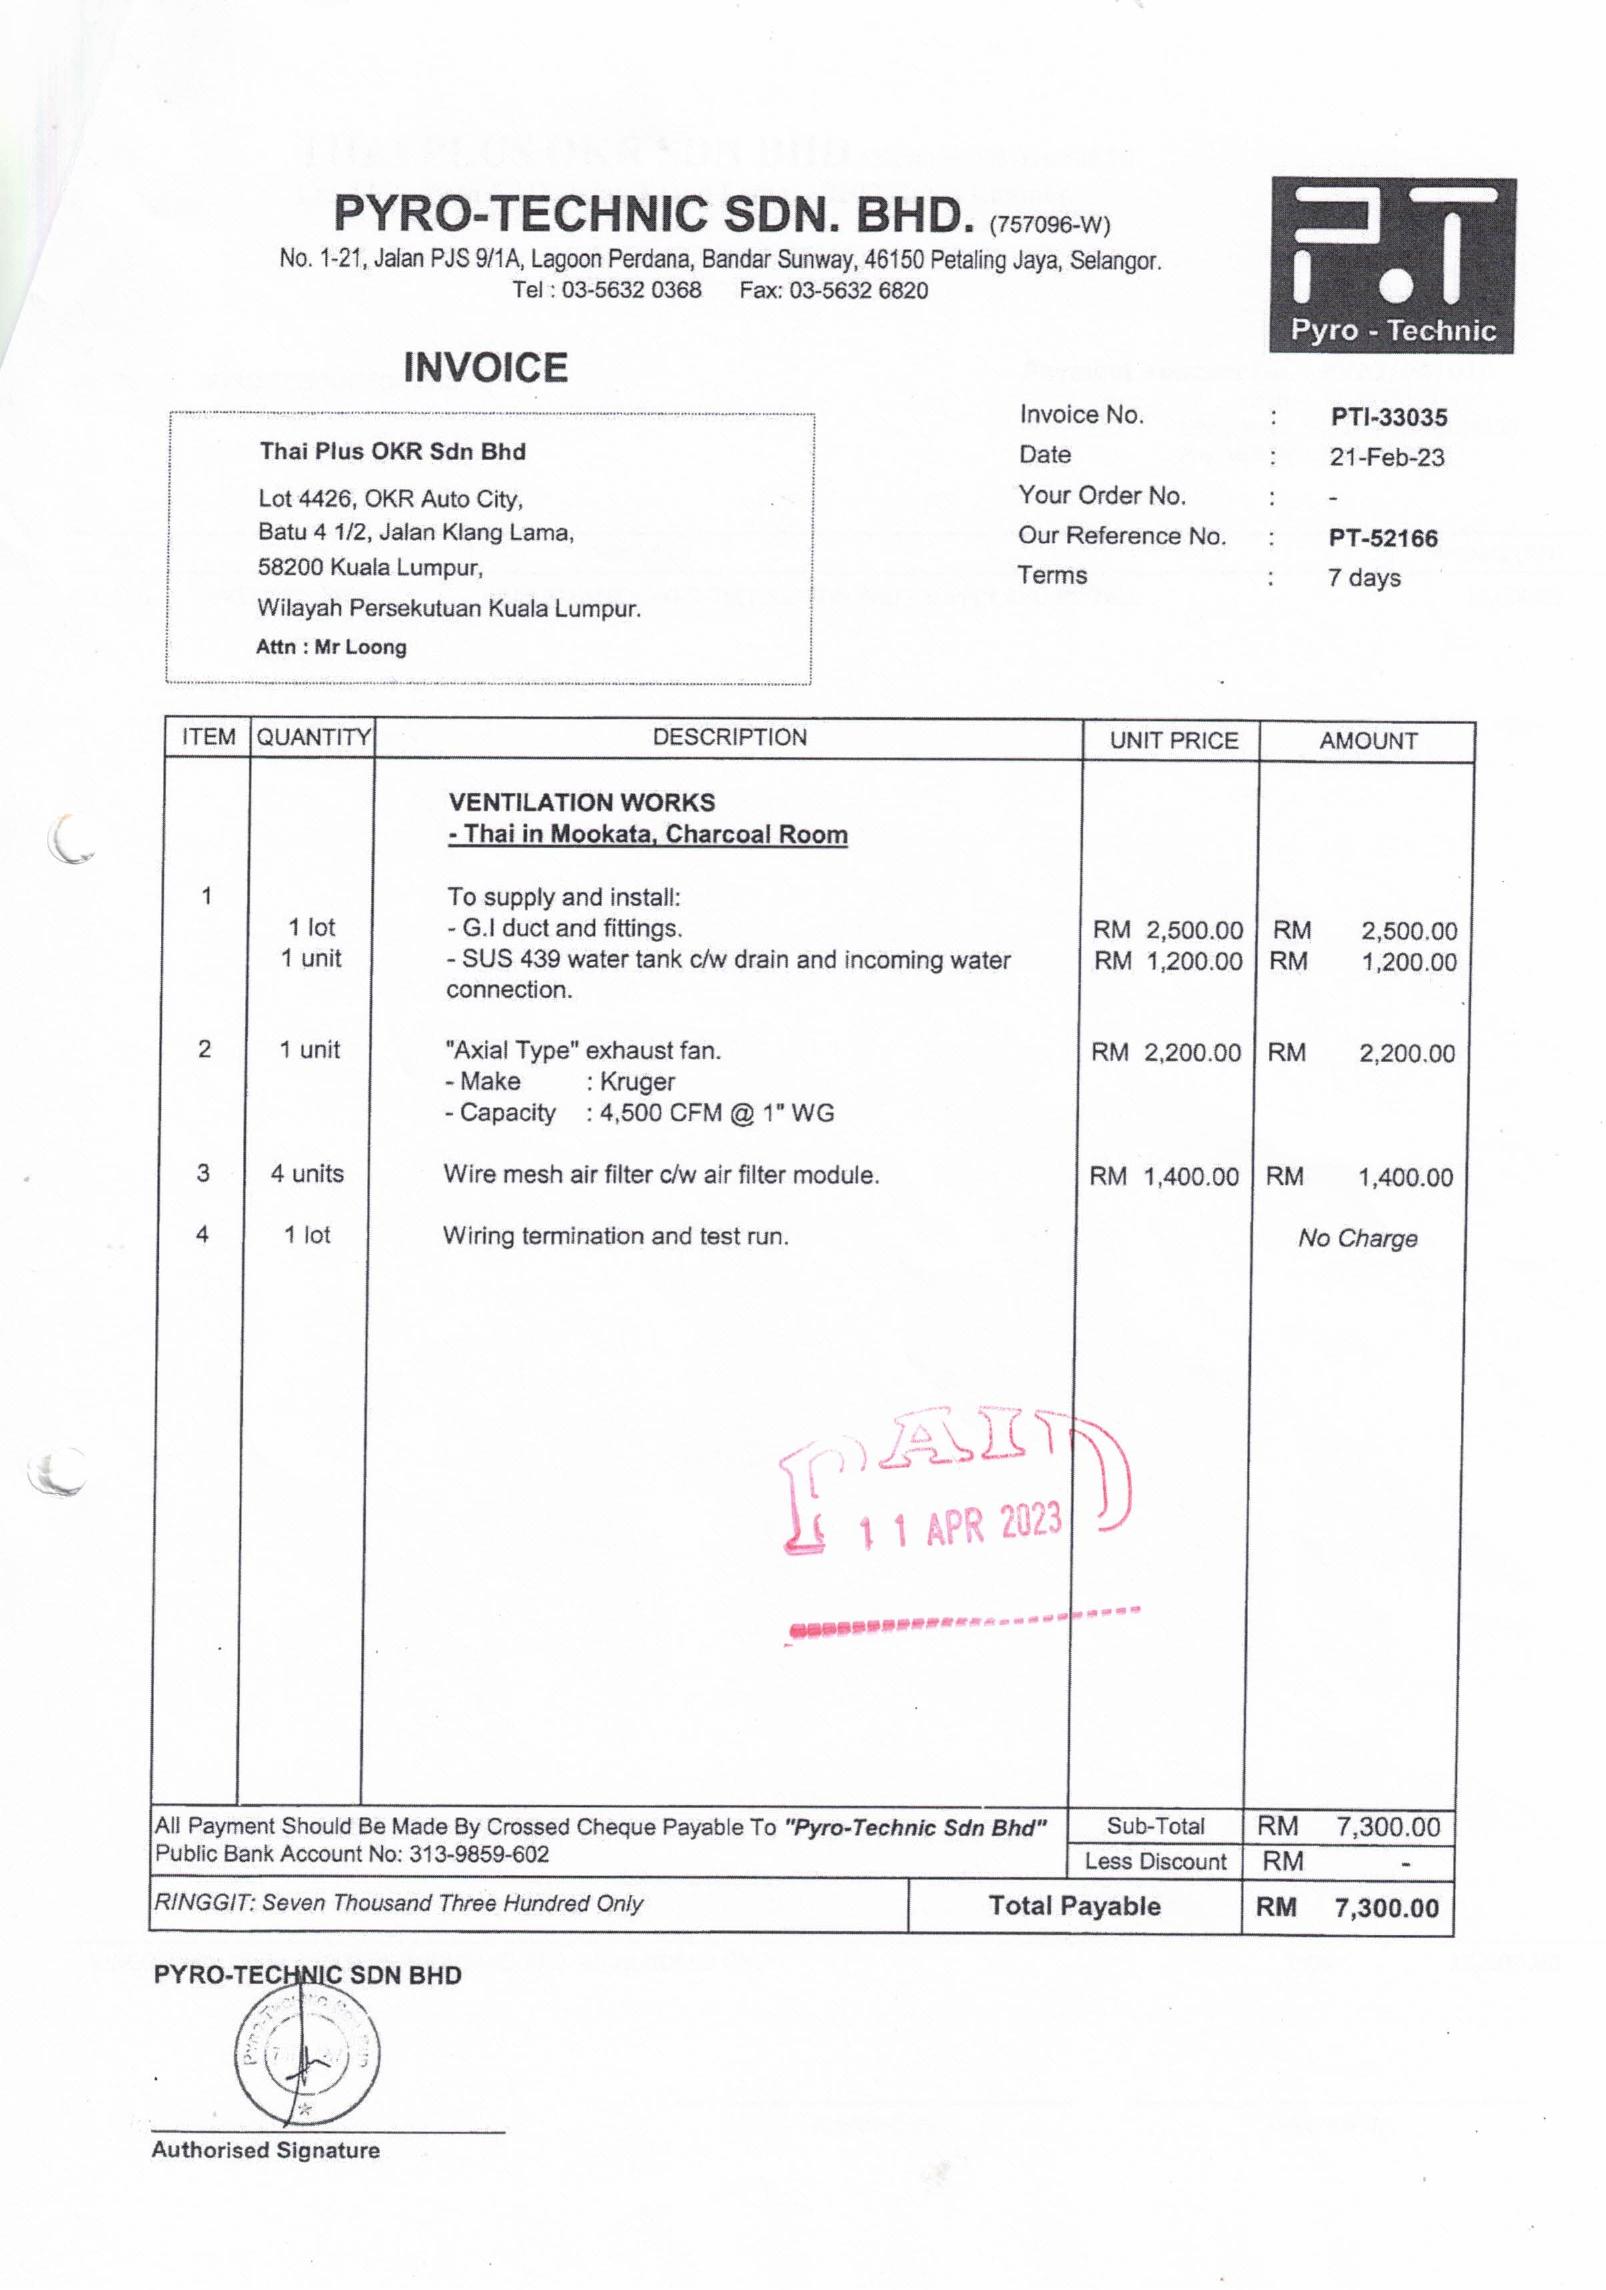 PYRO-TECHNIC SDN. BHD. (757096-W)
No. 1-21, Jalan PJS 9/1A, Lagoon Perdana, Bandar Sunway, 46150 Petaling Jaya, Selangor.
Tel : 03-5632 0368 Fax: 03-5632 6820
P.T
Pyro - Technic
INVOICE
Thai Plus OKR Sdn Bhd
Lot 4426, OKR Auto City,
Batu 4 1/2, Jalan Klang Lama,
58200 Kuala Lumpur,
Wilayah Persekutuan Kuala Lumpur.
Attn : Mr Loong
Invoice No. : PTI-33035
Date : 21-Feb-23
Your Order No. : -
Our Reference No. : PT-52166
Terms : 7 days
ITEM QUANTITY DESCRIPTION UNIT PRICE AMOUNT
VENTILATION WORKS
- Thai in Mookata, Charcoal Room
1 To supply and install:
1 lot - G.I duct and fittings. RM 2,500.00 RM 2,500.00
1 unit - SUS 439 water tank c/w drain and incoming water RM 1,200.00 RM 1,200.00
connection.
2 1 unit "Axial Type" exhaust fan. RM 2,200.00 RM 2,200.00
- Make : Kruger
- Capacity : 4,500 CFM @ 1" WG
3 4 units Wire mesh air filter c/w air filter module. RM 1,400.00 RM 1,400.00
4 1 lot Wiring termination and test run. No Charge
PAID
11 APR 2023
All Payment Should Be Made By Crossed Cheque Payable To "Pyro-Technic Sdn Bhd" Sub-Total RM 7,300.00
Public Bank Account No: 313-9859-602 Less Discount RM -
RINGGIT: Seven Thousand Three Hundred Only Total Payable RM 7,300.00
PYRO-TECHNIC SDN BHD
Authorised Signature